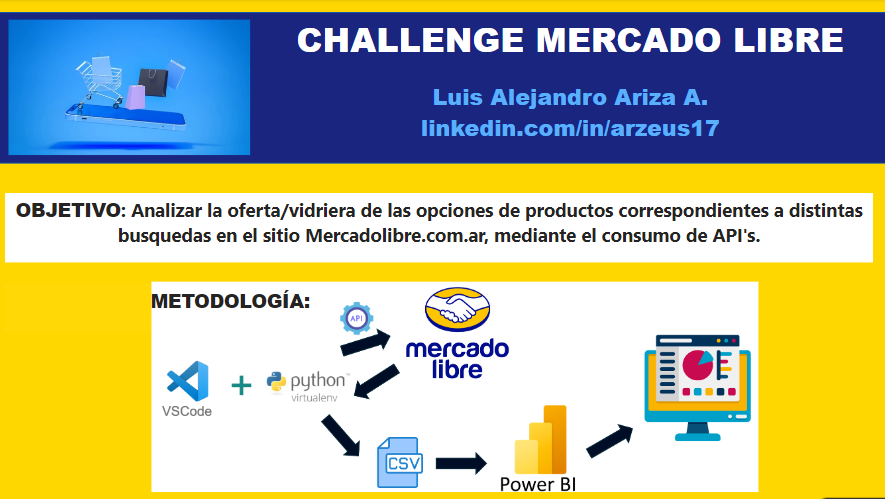 CHALLENGE MERCADO LIBRE
Luis Alejandro Ariza A.
linkedin.com/in/arzeus17
OBJETIVO: Analizar la oferta/vidriera de las opciones de productos correspondientes a distintas
busquedas en el sitio Mercadolibre.com.ar, mediante el consumo de API's.
METODOLOGÍA:
API
mercado
libre
VSCode
+
python™
virtualenv
CSV
Power BI